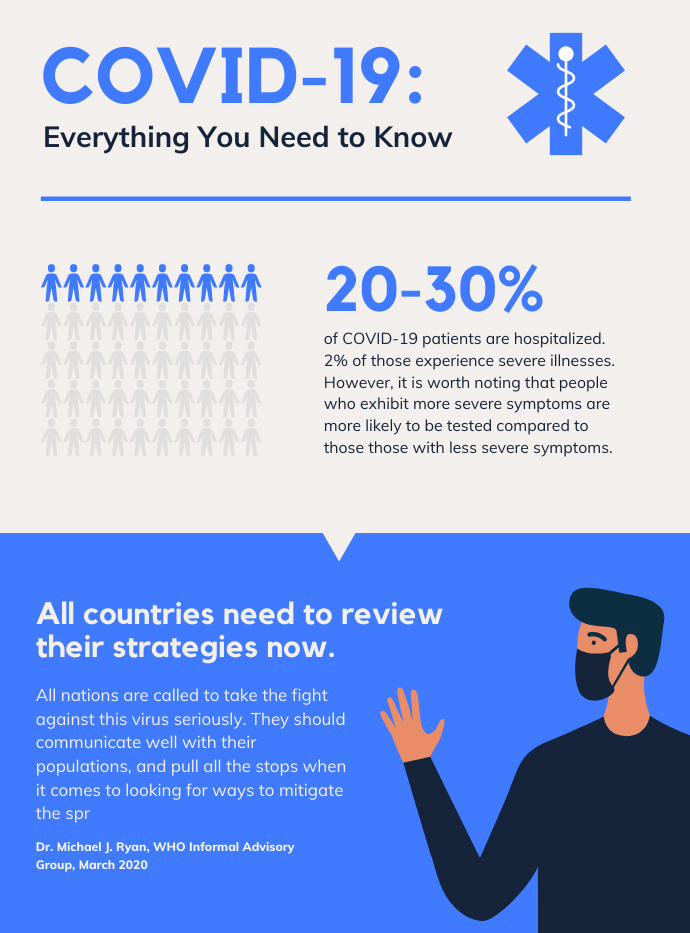 COVID-19:
Everything You Need to Know
20-30%
of COVID-19 patients are hospitalized.
2% of those experience severe illnesses.
However, it is worth noting that people
who exhibit more severe symptoms are
more likely to be tested compared to
those those with less severe symptoms.
All countries need to review
their strategies now.
All nations are called to take the fight
against this virus seriously. They should
communicate well with their
populations, and pull all the stops when
it comes to looking for ways to mitigate
the spr
Dr. Michael J. Ryan, WHO Informal Advisory
Group, March 2020